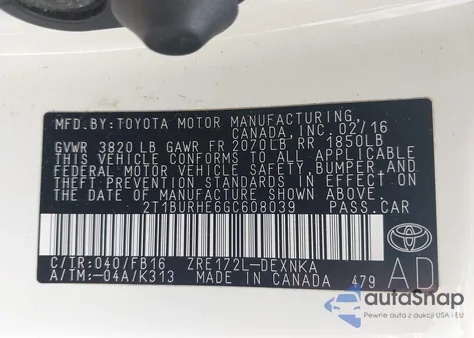 MFD. BY: TOYOTA MOTOR MANUFACTURING,
CANADA, INC. 02/16
GVWR 3820 LB GAWR FR 2070LB RR 1850LB
THIS VEHICLE CONFORMS TO ALL APPLICABLE
FEDERAL MOTOR VEHICLE SAFETY, BUMPER, AND
THEFT PREVENTION STANDARDS IN EFFECT ON
THE DATE OF MANUFACTURE SHOWN ABOVE.
2T1BURHE6GC608039 PASS.CAR
C/TR:040/FB16 ZRE172L-DEXNKA AD
A/TM:-04A/K313 MADE IN CANADA 479
autaSnap
Pewne auta z aukcji USA i EU